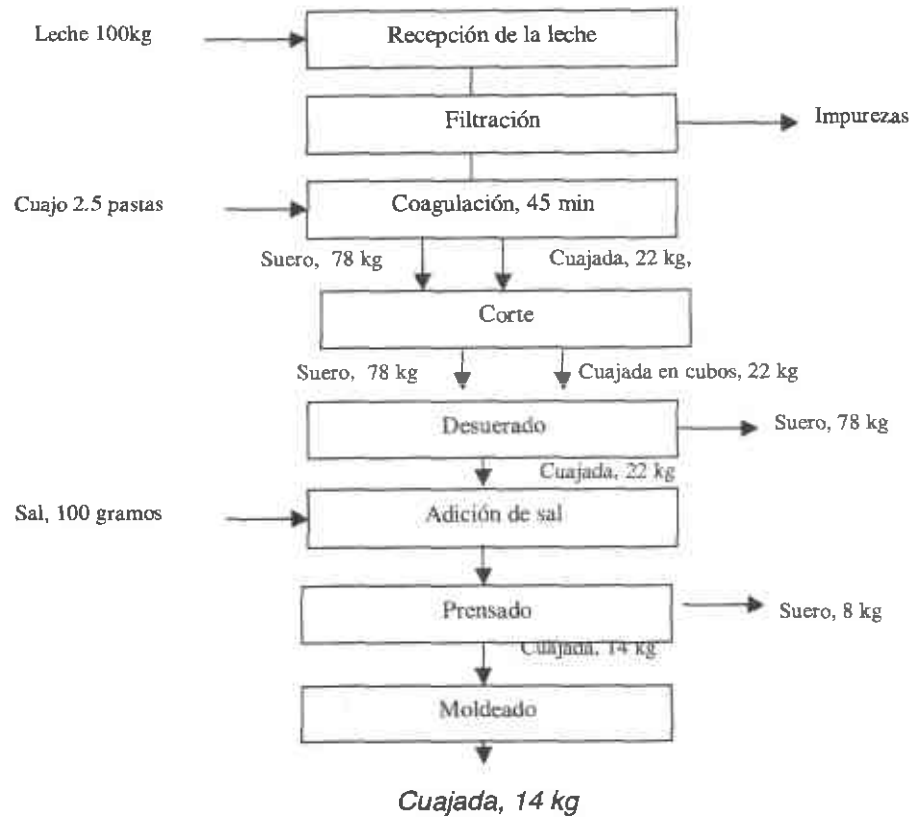 Leche 100kg
Recepción de la leche
Filtración
Impurezas
Cuajo 2.5 pastas
Coagulación, 45 min
Suero, 78 kg
Cuajada, 22 kg,
Corte
Suero, 78 kg
Cuajada en cubos, 22 kg
Desuerado
Suero, 78 kg
Cuajada, 22 kg
Sal, 100 gramos
Adición de sal
Prensado
Suero, 8 kg
Cuajada, 14 kg
Moldeado
Cuajada, 14 kg